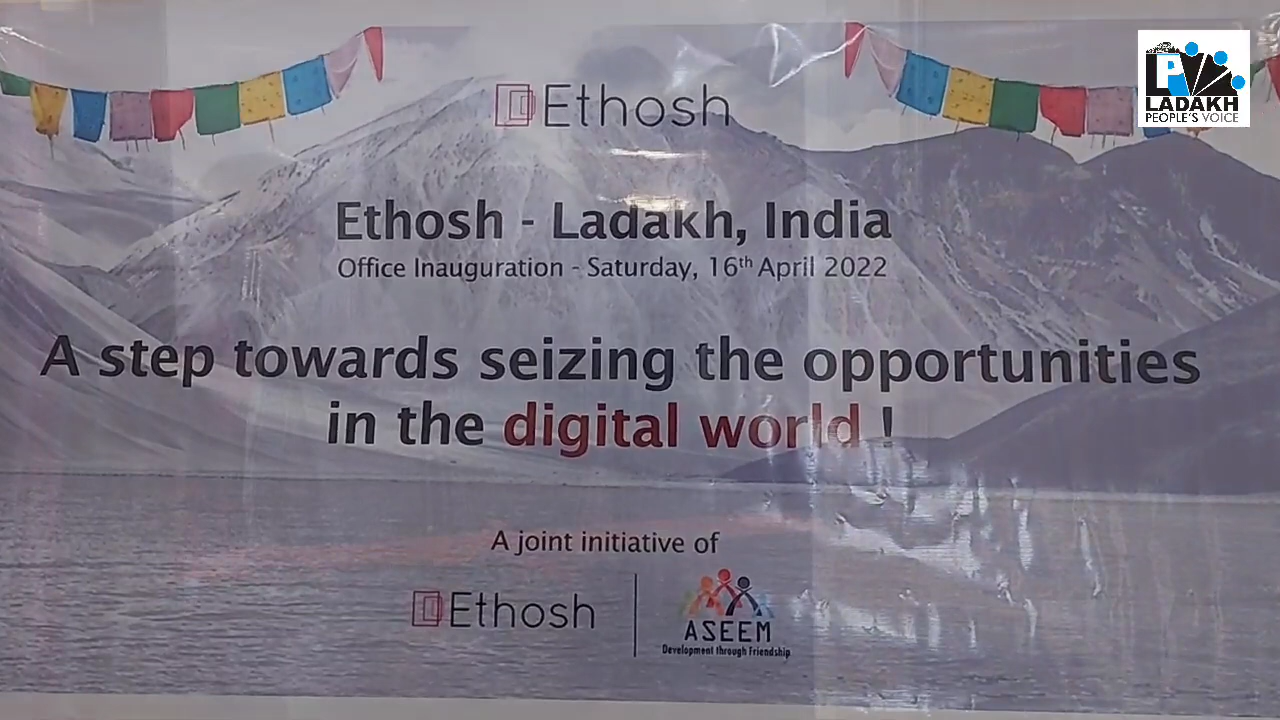 Ethosh
LADAKH
PEOPLE'S VOICE
Ethosh - Ladakh, India
Office Inauguration - Saturday, 16th April 2022
A step towards seizing the opportunities
in the digital world !
A joint initiative of
Ethosh
ASEEM
Development through Friendship